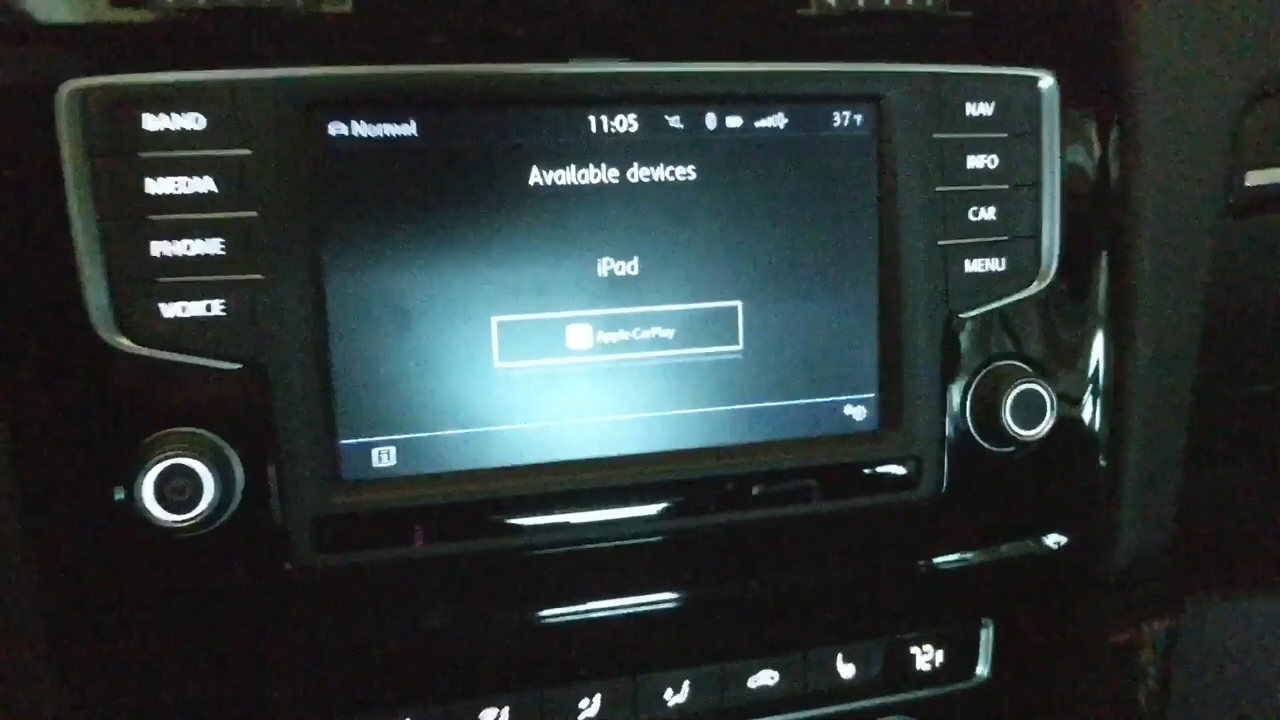 BAND
MEDIA
PHONE
VOICE
Normal 11:05 37°F
Available devices
iPad
Apple CarPlay
NAV
INFO
CAR
MENU
72°F